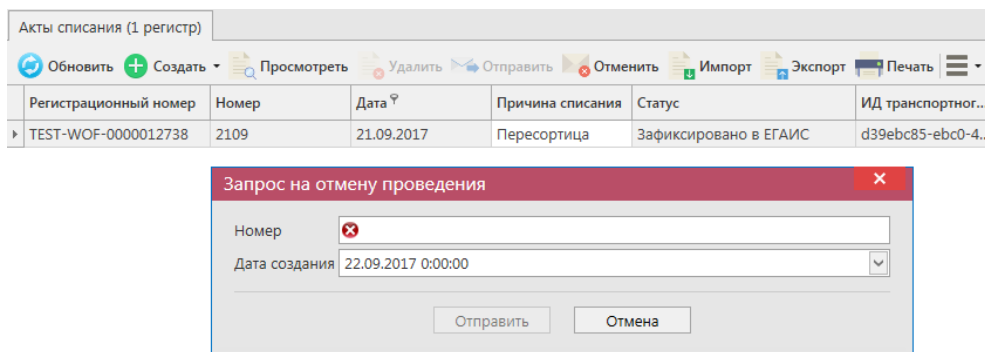 Акты списания (1 регистр)
Обновить Создать Просмотреть Удалить Отправить Отменить Импорт Экспорт Печать
Регистрационный номер Номер Дата Причина списания Статус ИД транспортног...
TEST-WOF-0000012738 2109 21.09.2017 Пересортица Зафиксировано в ЕГАИС d39ebc85-ebc0-4...
Запрос на отмену проведения
Номер
Дата создания 22.09.2017 0:00:00
Отправить Отмена